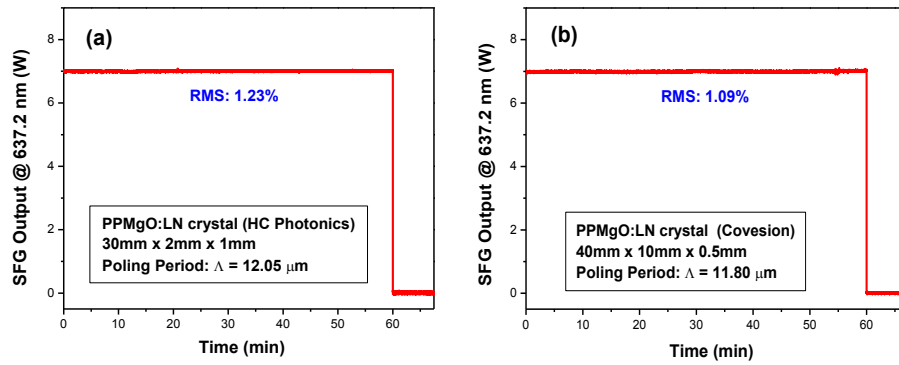 (a)
SFG Output @ 637.2 nm (W)
8
6
4
2
0
RMS: 1.23%
PPMgO:LN crystal (HC Photonics)
30mm x 2mm x 1mm
Poling Period: Λ = 12.05 μm
0 10 20 30 40 50 60
Time (min)
(b)
SFG Output @ 637.2 nm (W)
8
6
4
2
0
RMS: 1.09%
PPMgO:LN crystal (Covesion)
40mm x 10mm x 0.5mm
Poling Period: Λ = 11.80 μm
0 10 20 30 40 50 60
Time (min)